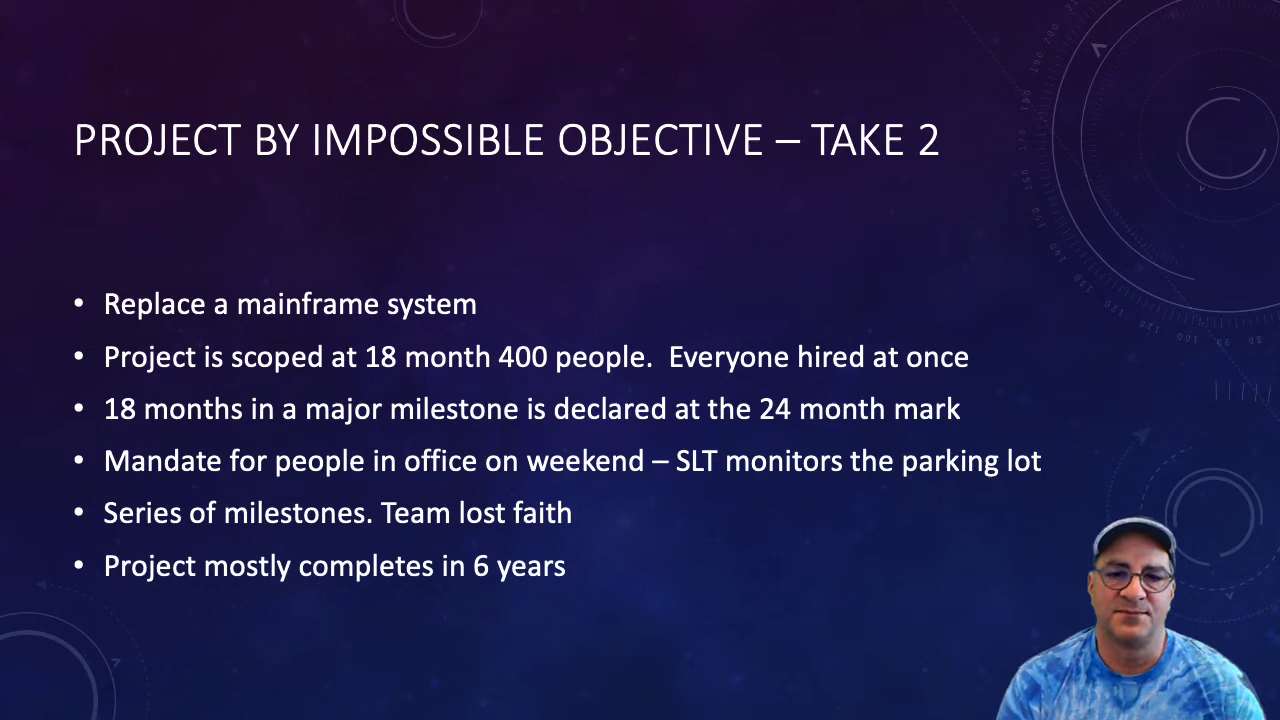 PROJECT BY IMPOSSIBLE OBJECTIVE – TAKE 2
• Replace a mainframe system
• Project is scoped at 18 month 400 people.  Everyone hired at once
• 18 months in a major milestone is declared at the 24 month mark
• Mandate for people in office on weekend – SLT monitors the parking lot
• Series of milestones. Team lost faith
• Project mostly completes in 6 years